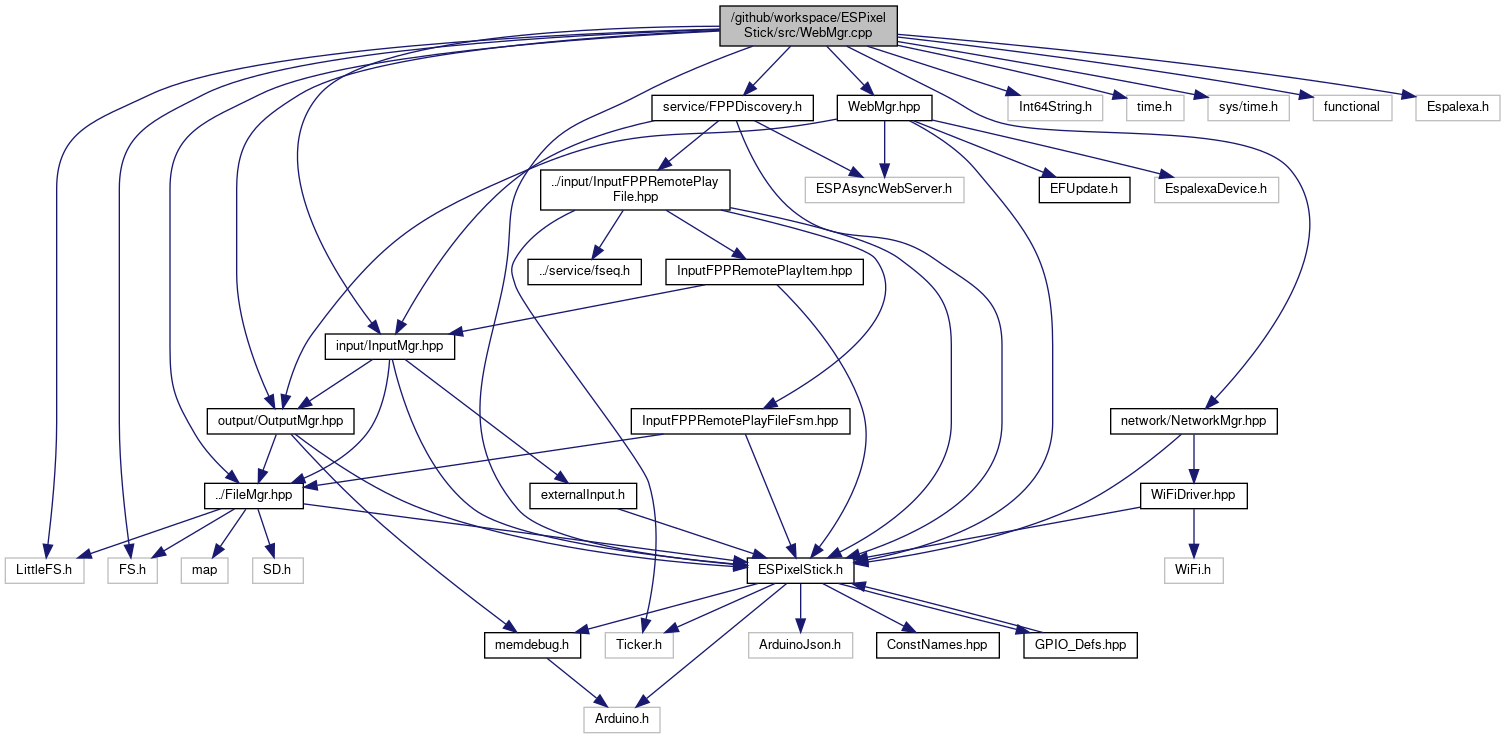 /github/workspace/ESPixel
Stick/src/WebMgr.cpp
service/FPPDiscovery.h
WebMgr.hpp
Int64String.h
time.h
sys/time.h
functional
Espalexa.h
../input/InputFPPRemotePlay
File.hpp
ESPAsyncWebServer.h
EFUpdate.h
EspalexaDevice.h
../service/fseq.h
InputFPPRemotePlayItem.hpp
input/InputMgr.hpp
output/OutputMgr.hpp
InputFPPRemotePlayFileFsm.hpp
network/NetworkMgr.hpp
../FileMgr.hpp
externalInput.h
WiFiDriver.hpp
LittleFS.h
FS.h
map
SD.h
ESPixelStick.h
WiFi.h
memdebug.h
Ticker.h
ArduinoJson.h
ConstNames.hpp
GPIO_Defs.hpp
Arduino.h